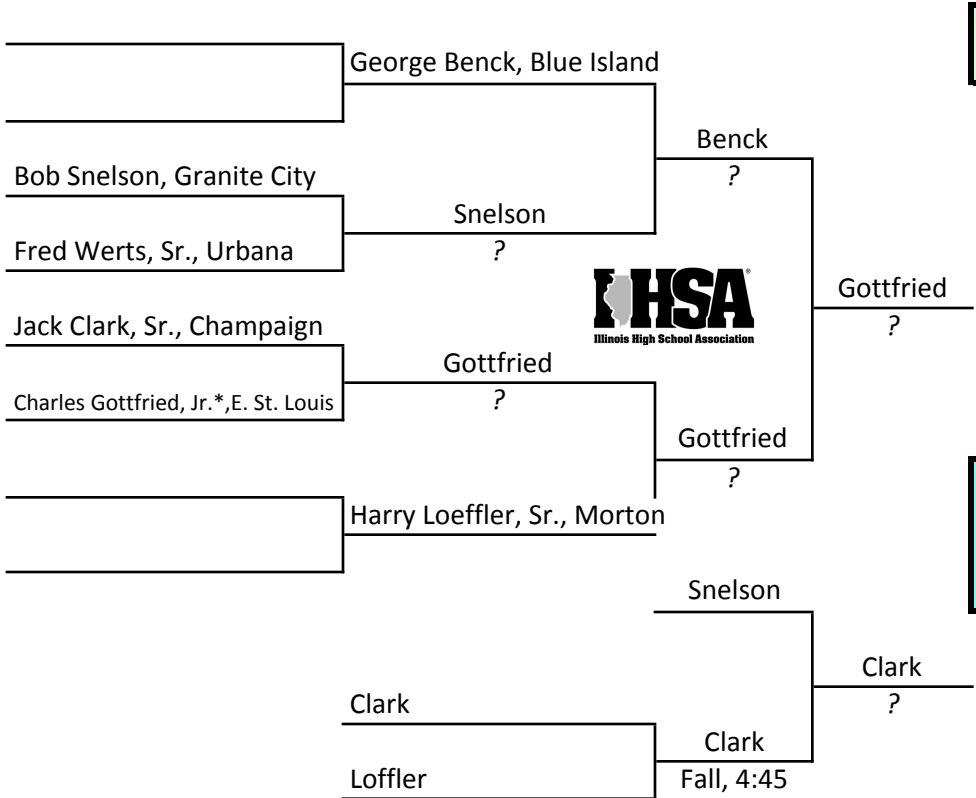 George Benck, Blue Island
Benck
?
Bob Snelson, Granite City
Snelson
?
Fred Werts, Sr., Urbana
IHSA®
Illinois High School Association
Gottfried
?
Jack Clark, Sr., Champaign
Gottfried
?
Charles Gottfried, Jr.*,E. St. Louis
Gottfried
?
Harry Loeffler, Sr., Morton
Snelson
Clark
?
Clark
Clark
Fall, 4:45
Loffler